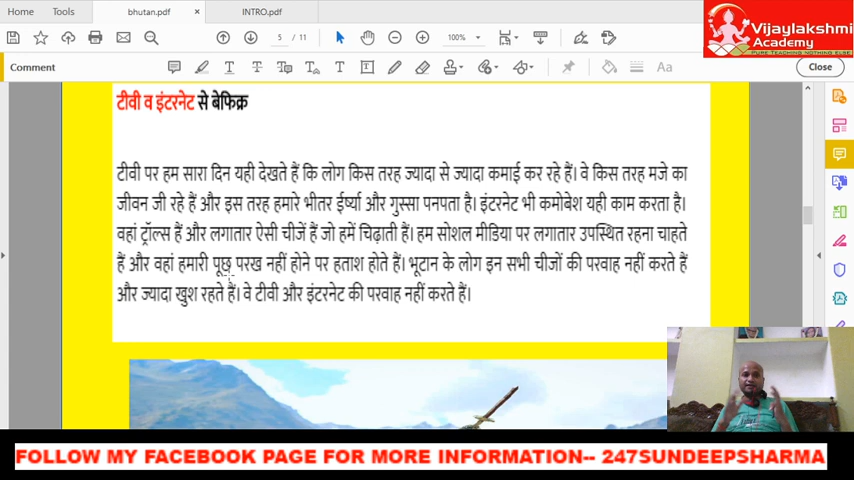 Home Tools bhutan.pdf × INTRO.pdf
5 / 11 100%
Vijaylakshmi
Academy
PURE TEACHING NOTHING ELSE
Comment Close
टीवी व इंटरनेट से बेफिक्र
टीवी पर हम सारा दिन यही देखते हैं कि लोग किस तरह ज्यादा से ज्यादा कमाई कर रहे हैं। वे किस तरह मजे का
जीवन जी रहे हैं और इस तरह हमारे भीतर ईर्ष्या और गुस्सा पनपता है। इंटरनेट भी कमोबेश यही काम करता है।
वहां ट्रॉल्स हैं और लगातार ऐसी चीजें हैं जो हमें चिढ़ाती हैं। हम सोशल मीडिया पर लगातार उपस्थित रहना चाहते
हैं और वहां हमारी पूछ परख नहीं होने पर हताश होते हैं। भूटान के लोग इन सभी चीजों की परवाह नहीं करते हैं
और ज्यादा खुश रहते हैं। वे टीवी और इंटरनेट की परवाह नहीं करते हैं।
FOLLOW MY FACEBOOK PAGE FOR MORE INFORMATION-- 247SUNDEEPSHARMA